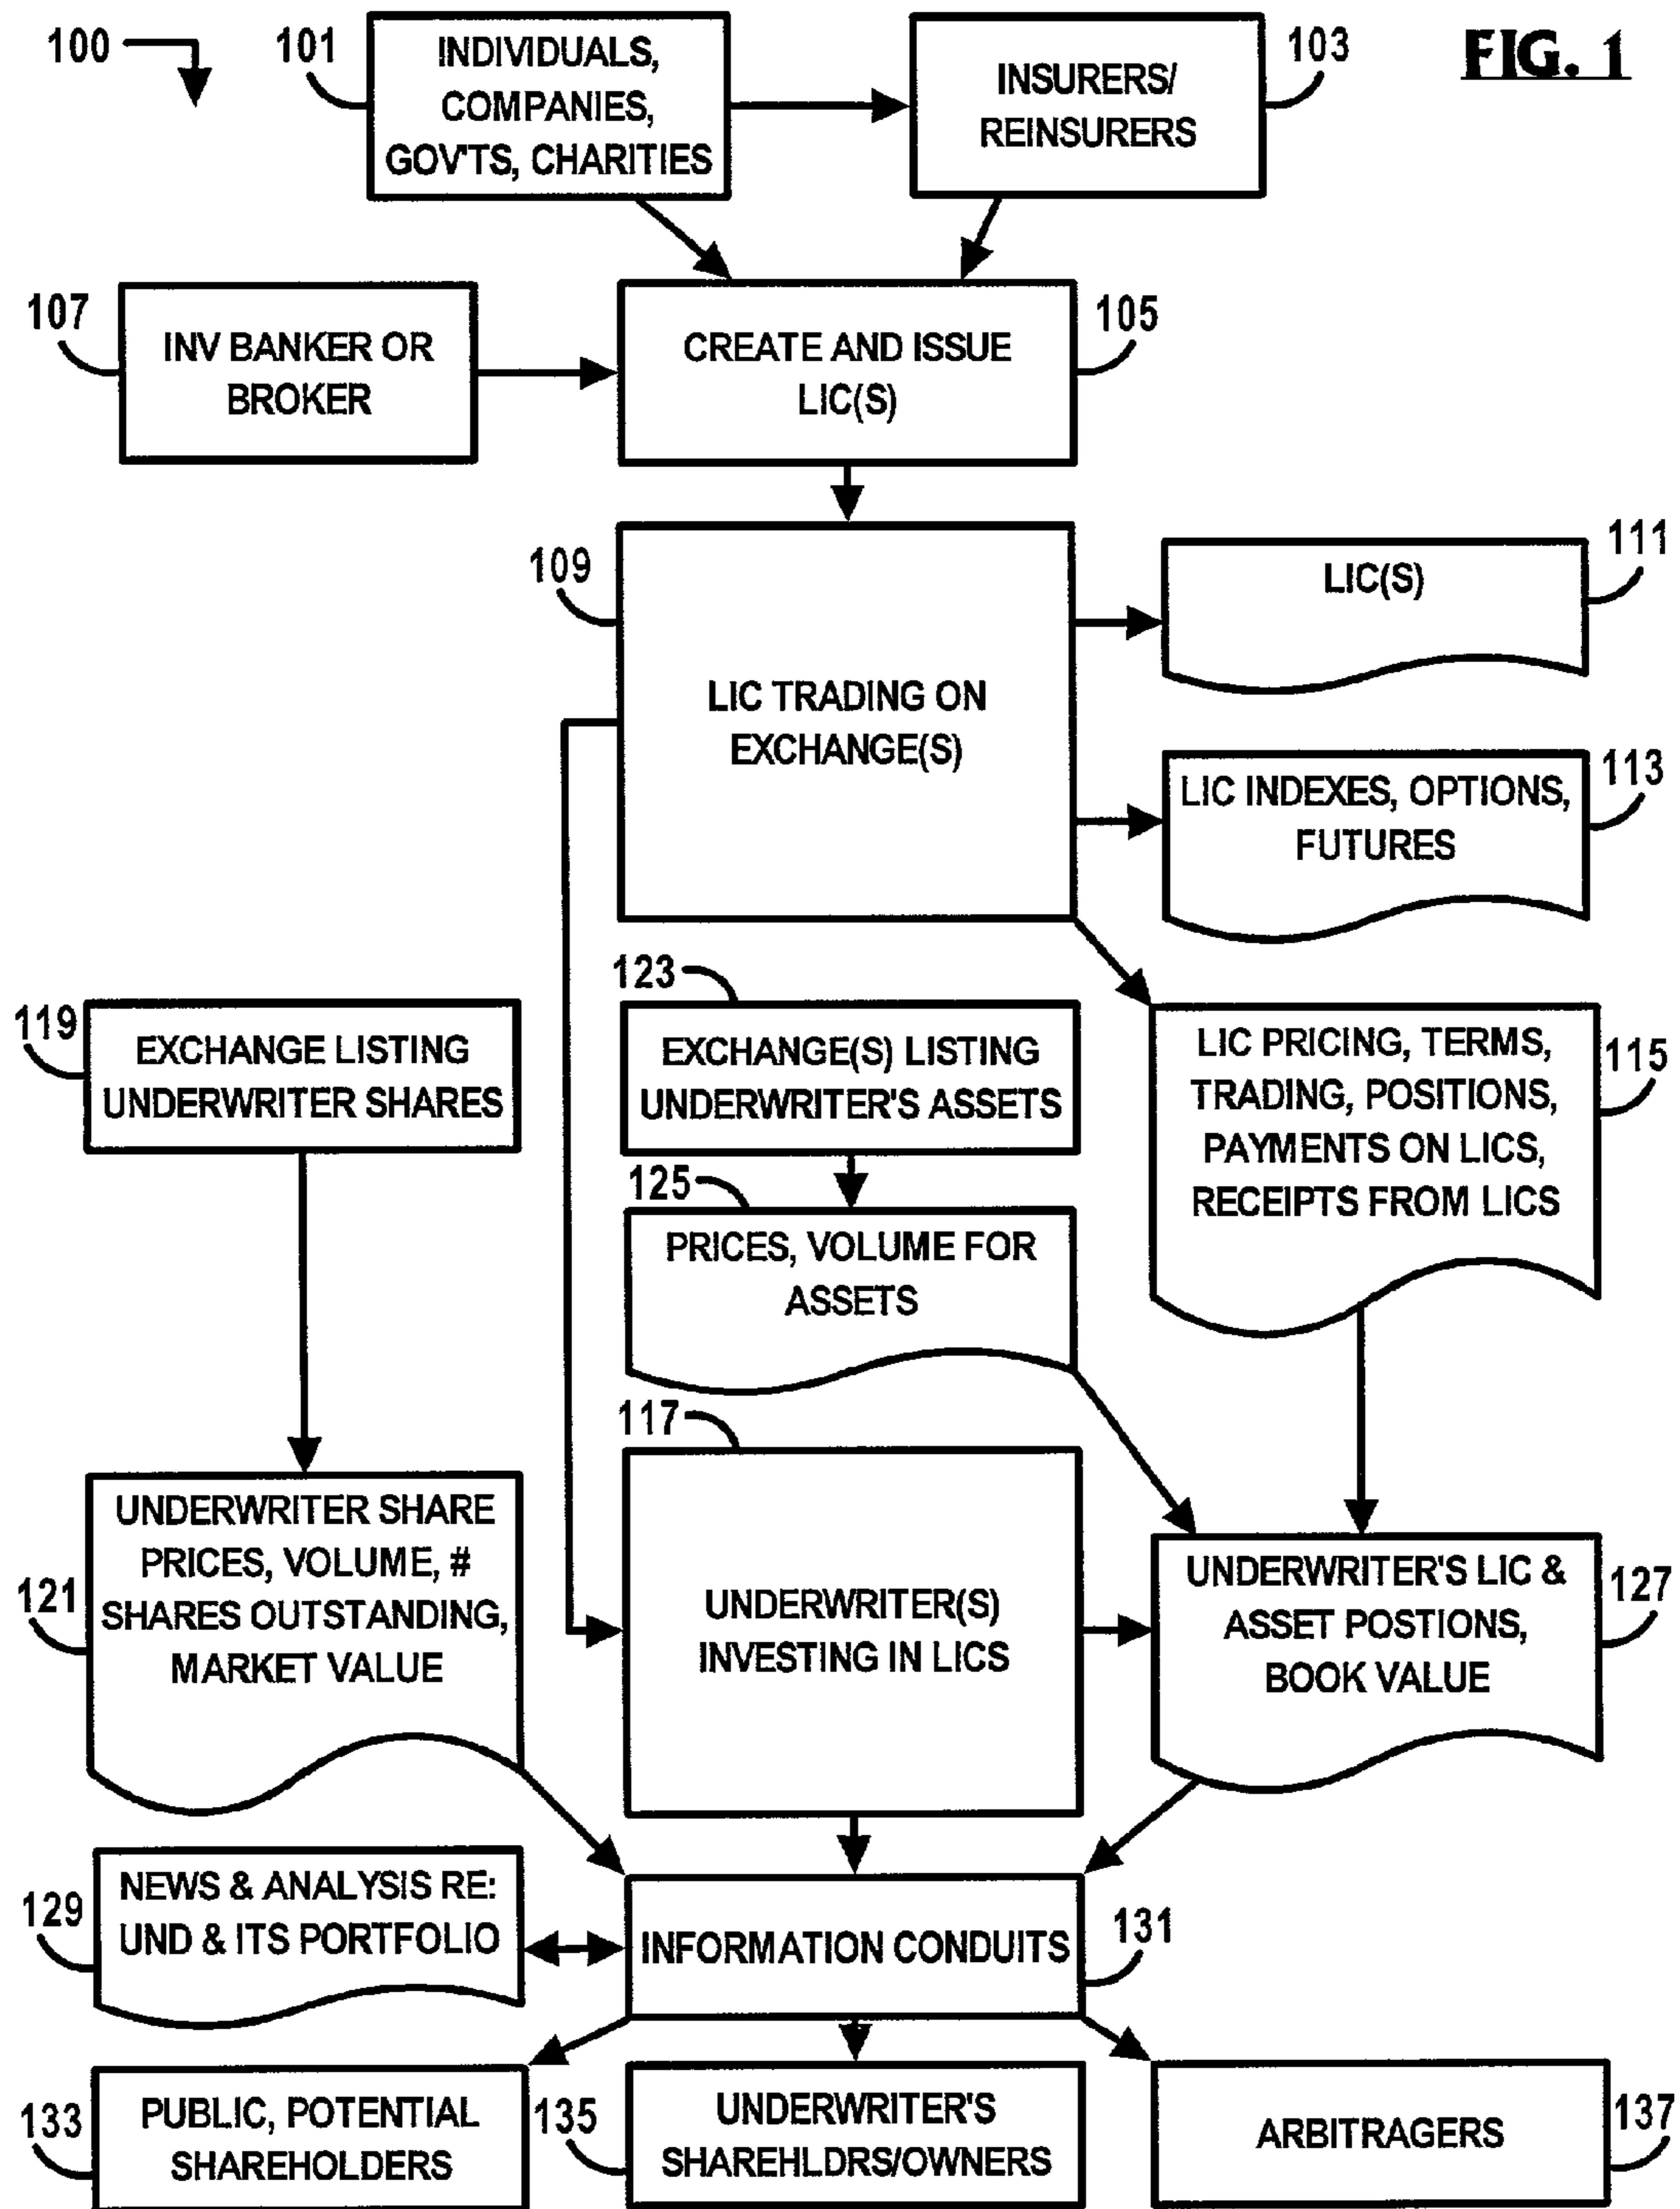 100
101
INDIVIDUALS,
COMPANIES,
GOV'TS, CHARITIES
INSURERS/
REINSURERS
103
FIG. 1
107
INV BANKER OR
BROKER
CREATE AND ISSUE
LIC(S)
105
109
LIC TRADING ON
EXCHANGE(S)
LIC(S)
111
LIC INDEXES, OPTIONS,
FUTURES
113
119
EXCHANGE LISTING
UNDERWRITER SHARES
123
EXCHANGE(S) LISTING
UNDERWRITER'S ASSETS
LIC PRICING, TERMS,
TRADING, POSITIONS,
PAYMENTS ON LICS,
RECEIPTS FROM LICS
115
125
PRICES, VOLUME FOR
ASSETS
117
UNDERWRITER(S)
INVESTING IN LICS
121
UNDERWRITER SHARE
PRICES, VOLUME, #
SHARES OUTSTANDING,
MARKET VALUE
UNDERWRITER'S LIC &
ASSET POSTIONS,
BOOK VALUE
127
129
NEWS & ANALYSIS RE:
UND & ITS PORTFOLIO
INFORMATION CONDUITS
131
133
PUBLIC, POTENTIAL
SHAREHOLDERS
135
UNDERWRITER'S
SHAREHLDRS/OWNERS
ARBITRAGERS
137